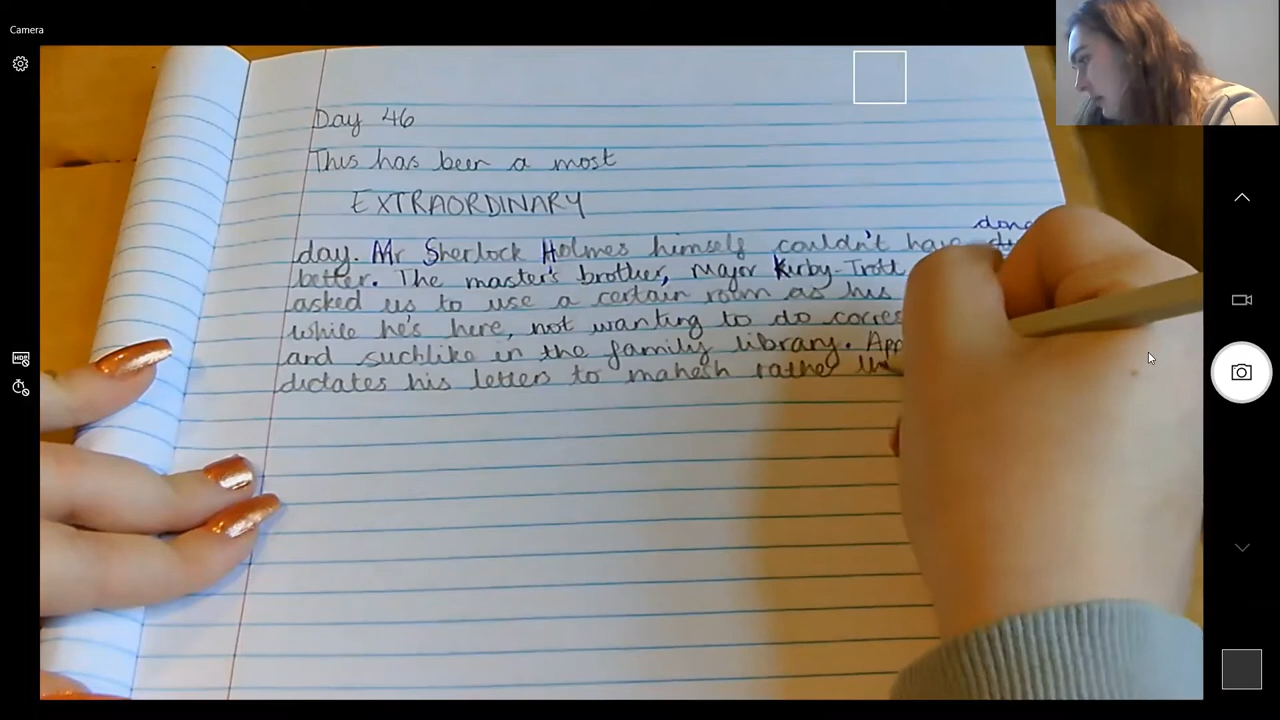 Camera
Day 46
This has been a most
EXTRAORDINARY
done
day. Mr Sherlock Holmes himself couldn't have
better. The master's brother, Major Kirby-Trott
asked us to use a certain room as his
while he's here, not wanting to do
and suchlike in the family library.
dictates his letters to mahesh rather
HDR